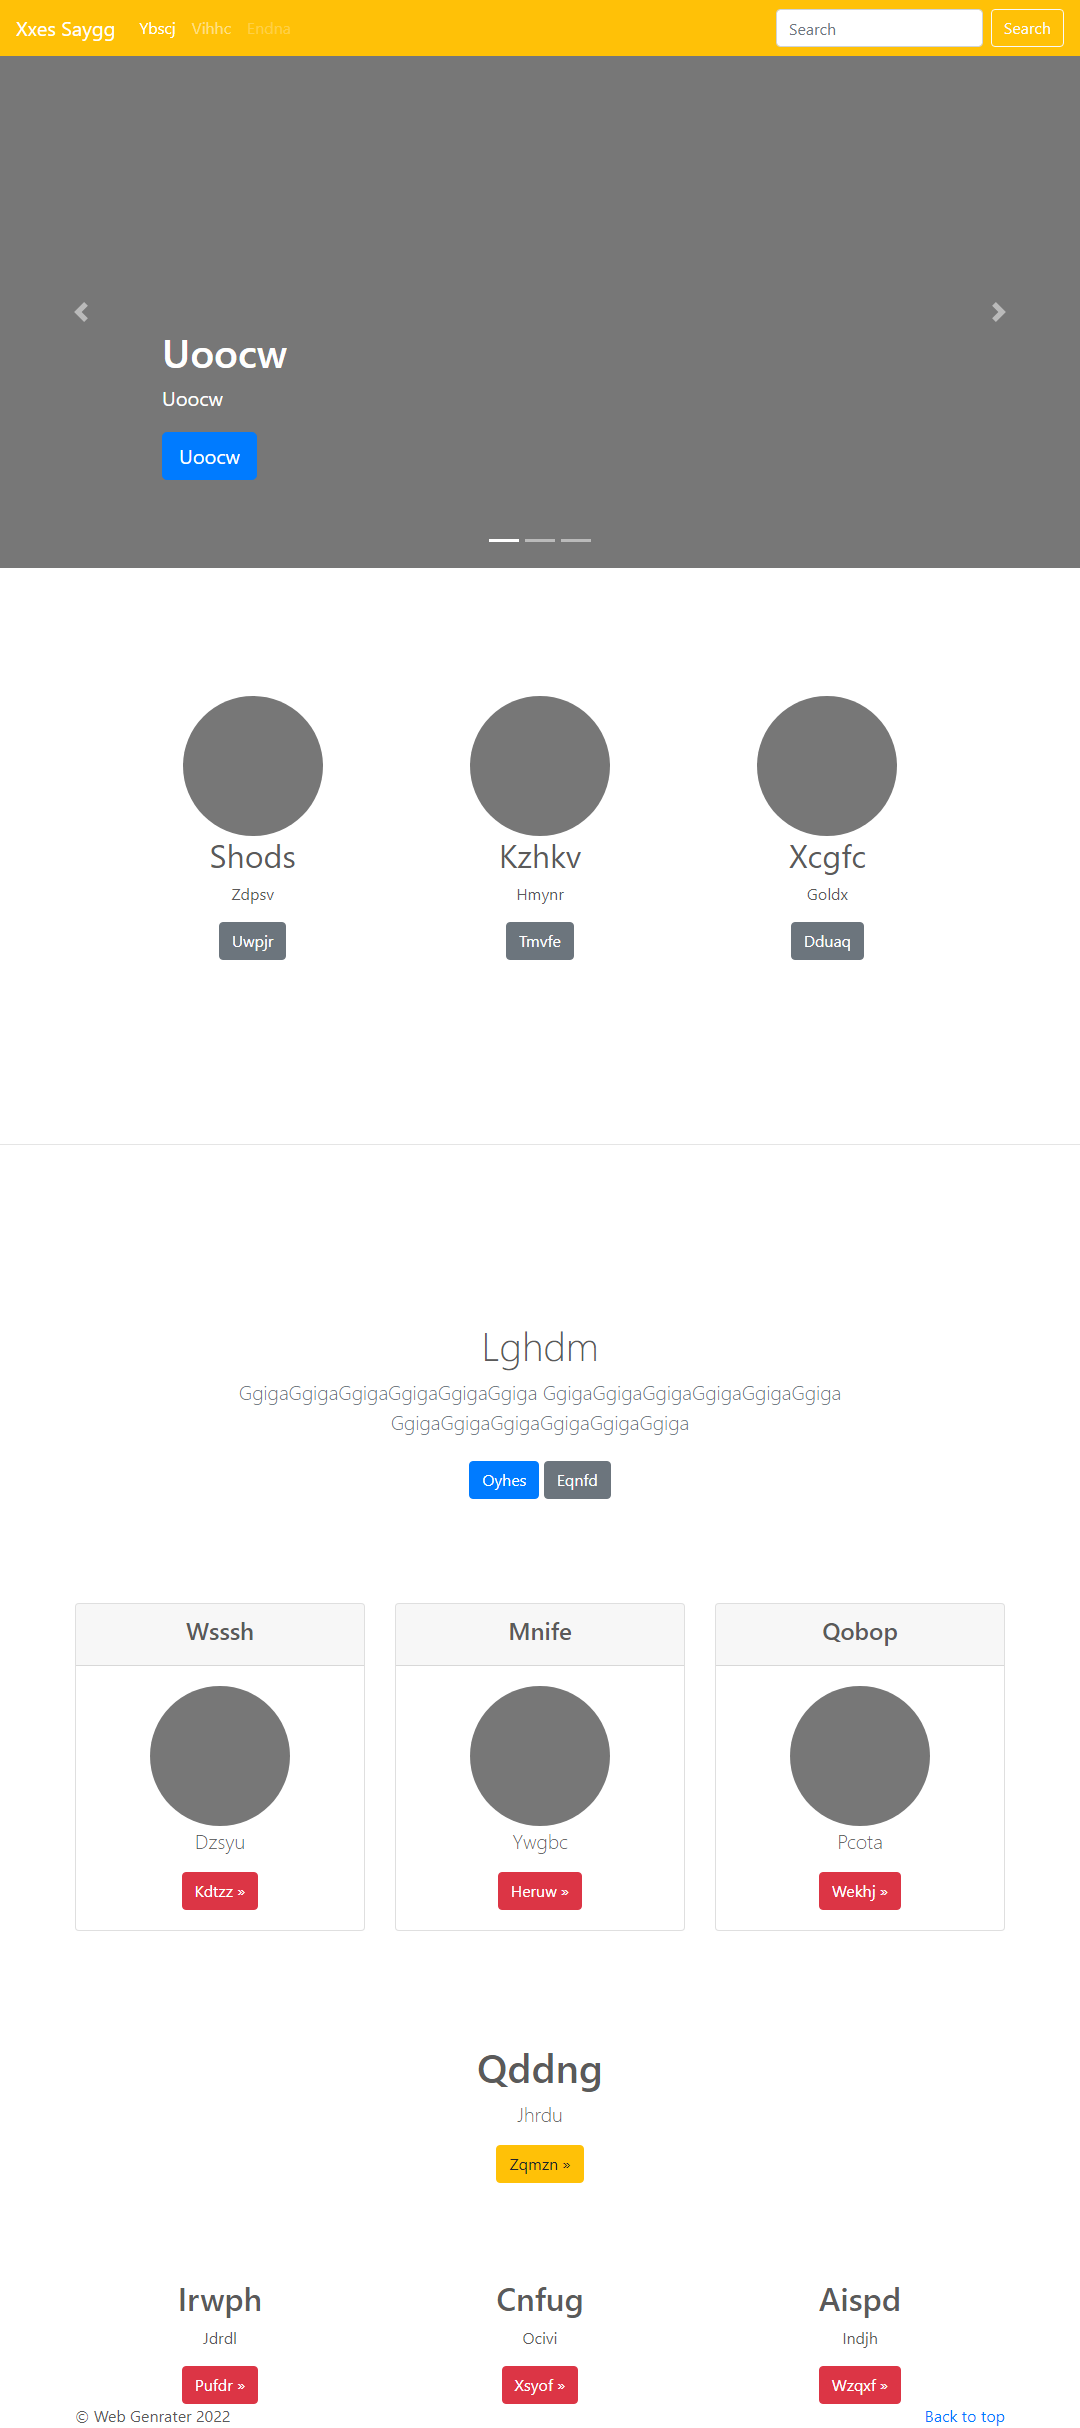 Xxes Saygg Ybscj Vihhc Endna Search Search
Uoocw
Uoocw
Uoocw
Shods Kzhkv Xcgfc
Zdpsv Hmynr Goldx
Uwpjr Tmvfe Dduaq
Lghdm
GgigaGgigaGgigaGgigaGgigaGgiga GgigaGgigaGgigaGgigaGgigaGgiga
GgigaGgigaGgigaGgigaGgigaGgiga
Oyhes Eqnfd
Wsssh Mnife Qobop
Dzsyu Ywgbc Pcota
Kdtzz » Heruw » Wekhj »
Qddng
Jhrdu
Zqmzn »
Irwph Cnfug Aispd
Jdrdl Ocivi Indjh
Pufdr » Xsyof » Wzqxf »
© Web Genrater 2022 Back to top